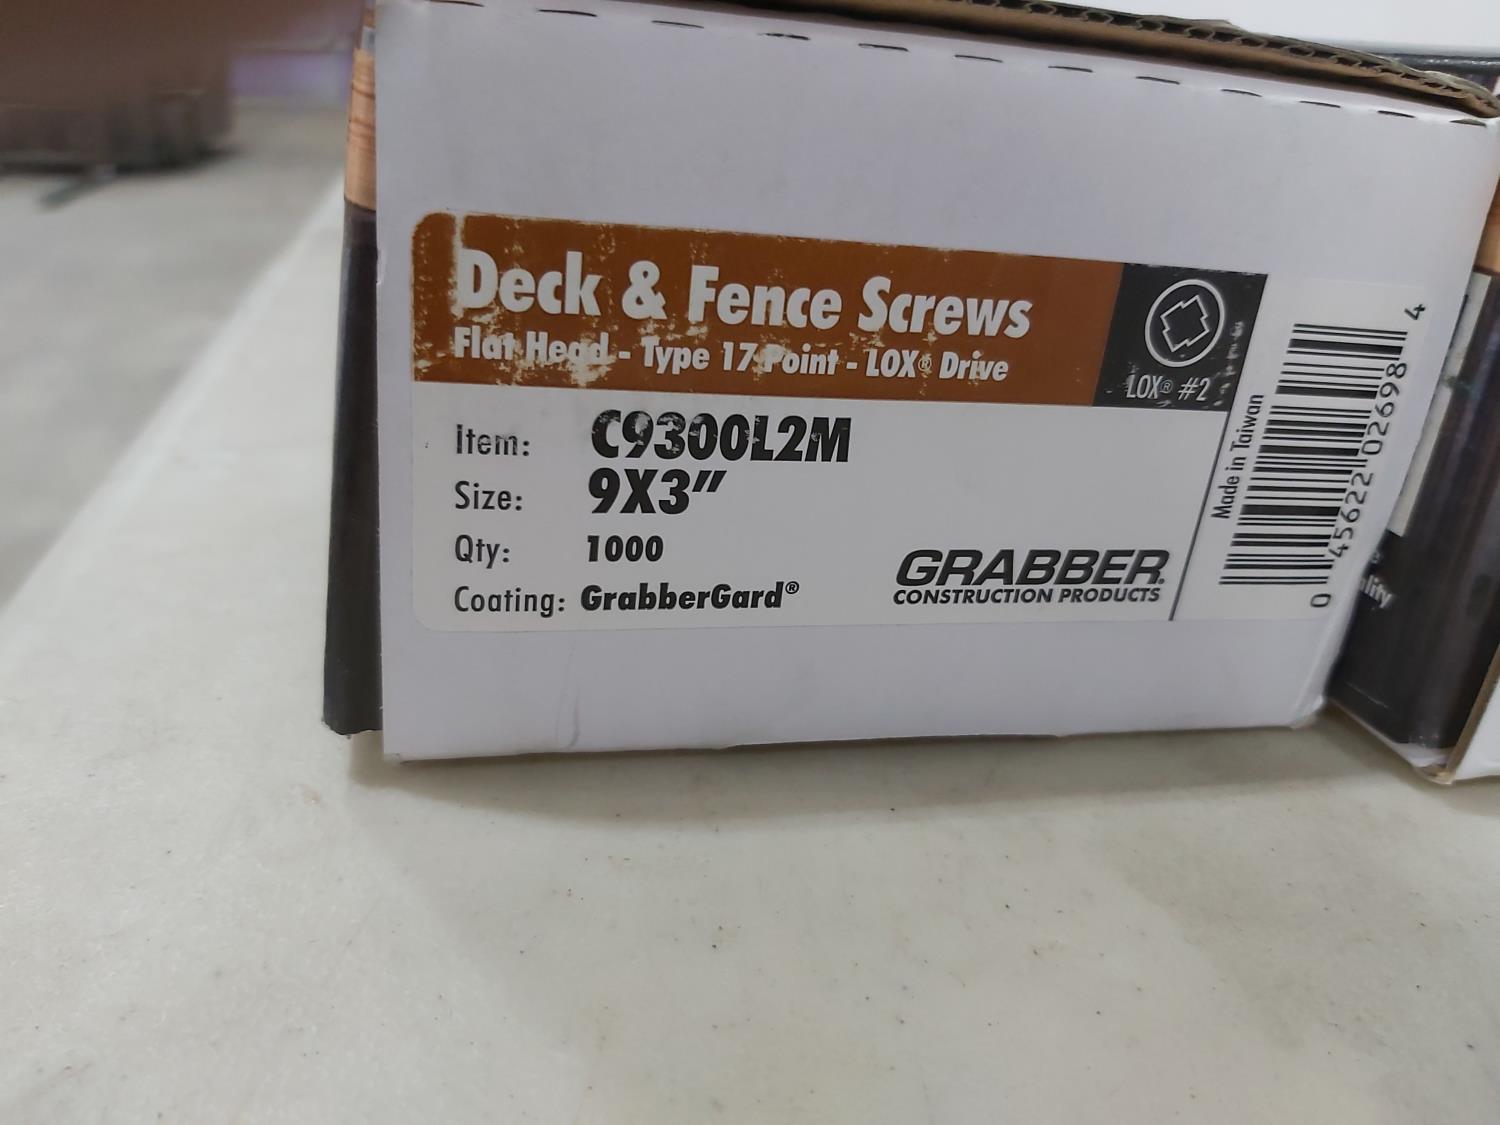 Deck & Fence Screws
Flat Head - Type 17 Point - LOX® Drive
LOX® #2
Item: C9300L2M
Size: 9X3"
Qty: 1000
Coating: GrabberGard®
GRABBER®
CONSTRUCTION PRODUCTS
Made in Taiwan
0 45622 02698 4